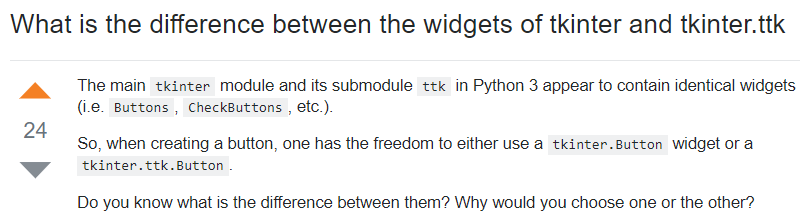 What is the difference between the widgets of tkinter and tkinter.ttk
The main tkinter module and its submodule ttk in Python 3 appear to contain identical widgets
(i.e. Buttons , CheckButtons , etc.).
24
So, when creating a button, one has the freedom to either use a tkinter.Button widget or a
tkinter.ttk.Button .
Do you know what is the difference between them? Why would you choose one or the other?